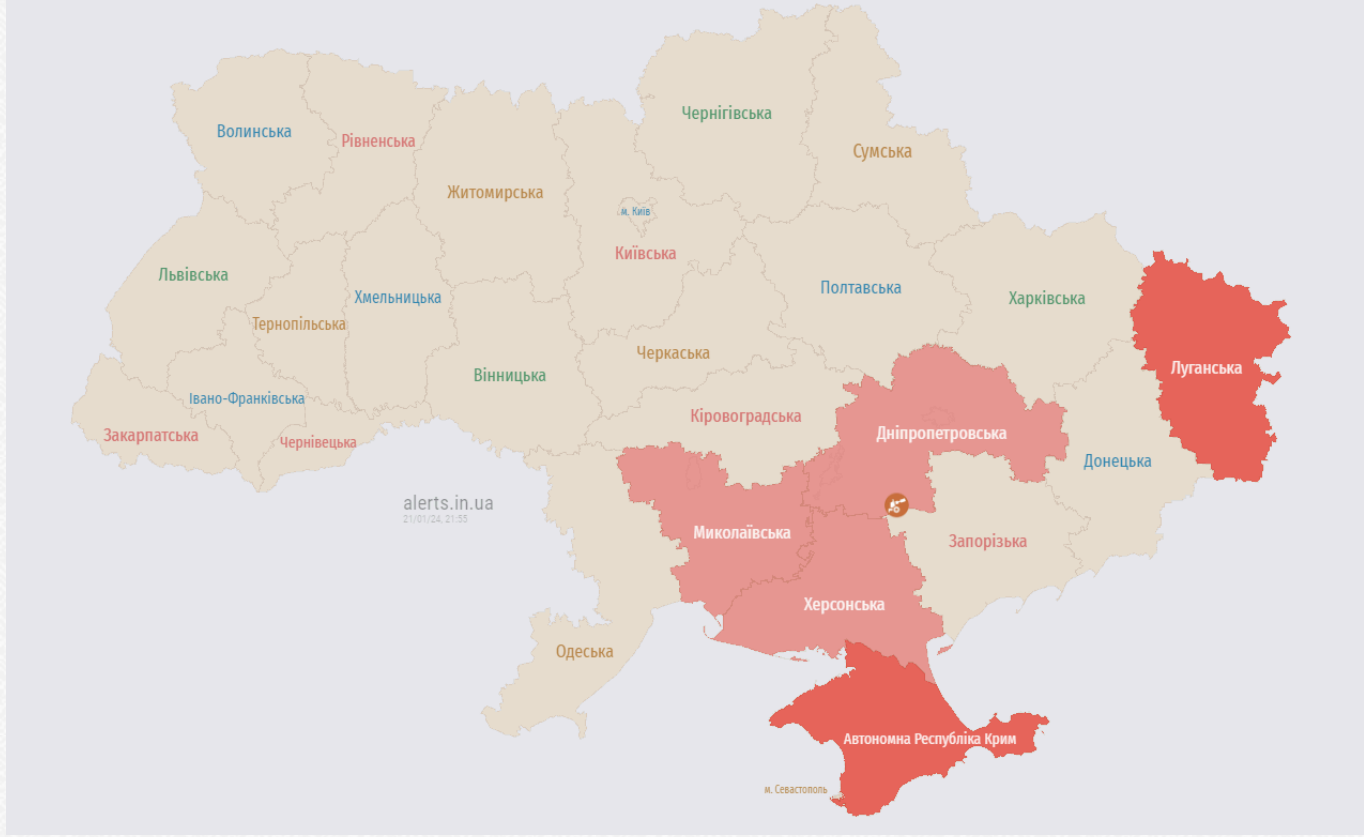 Чернігівська
Волинська
Рівненська
Сумська
Житомирська
м. Київ
Київська
Львівська
Полтавська
Хмельницька
Харківська
Тернопільська
Черкаська
Луганська
Вінницька
Івано-Франківська
Кіровоградська
Закарпатська
Чернівецька
Дніпропетровська
Донецька
alerts.in.ua
21/01/24, 21:55
Миколаївська
Запорізька
Херсонська
Одеська
Автономна Республіка Крим
м. Севастополь